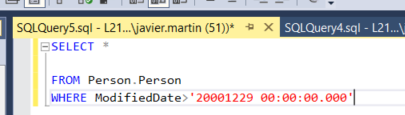 SQLQuery5.sql - L21...\javier.martin (51))* SQLQuery4.sql - L21...\
SELECT *
FROM Person.Person
WHERE ModifiedDate>'20001229 00:00:00.000'